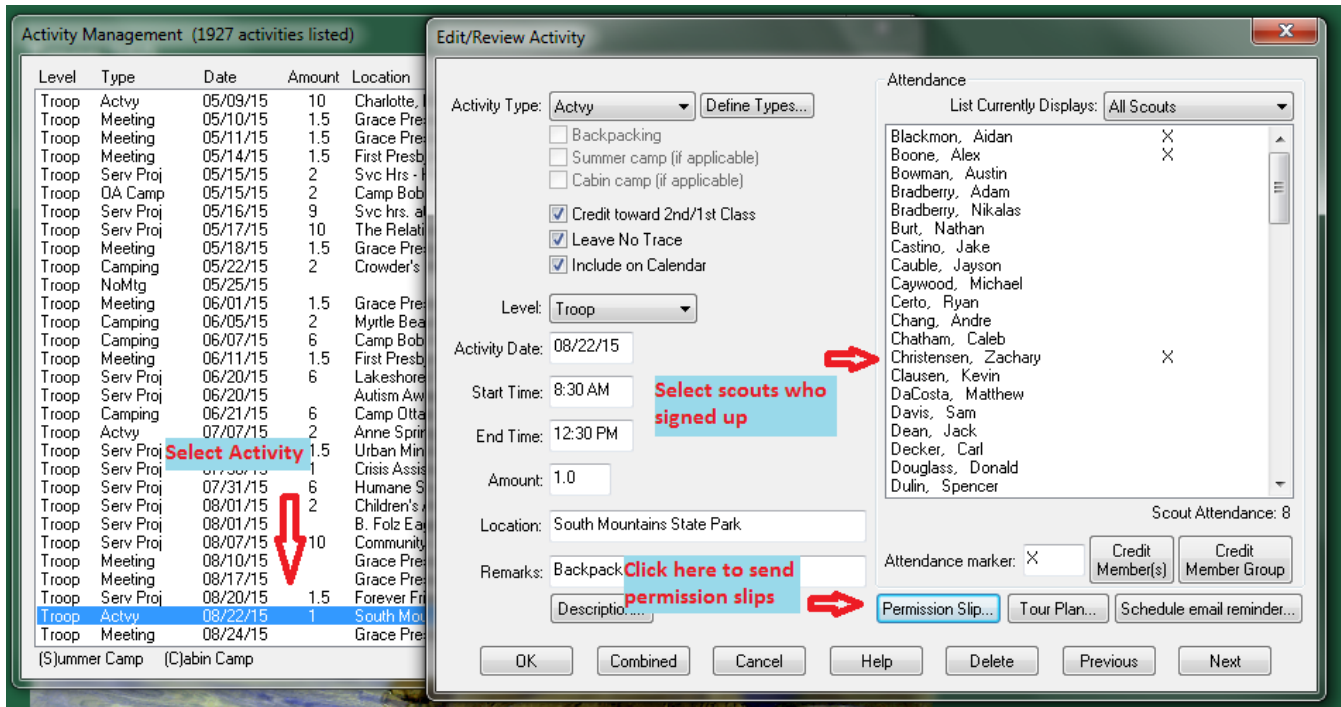 Activity Management (1927 activities listed)
Level Type Date Amount Location
Troop Actvy 05/09/15 10 Charlotte,
Troop Meeting 05/10/15 1.5 Grace Pre
Troop Meeting 05/11/15 1.5 Grace Pre
Troop Meeting 05/14/15 1.5 First Presb
Troop Serv Proj 05/15/15 2 Svc Hrs -
Troop OA Camp 05/15/15 2 Camp Bob
Troop Serv Proj 05/16/15 9 Svc hrs. a
Troop Serv Proj 05/17/15 10 The Relati
Troop Meeting 05/18/15 1.5 Grace Pre
Troop Camping 05/22/15 2 Crowder's
Troop NoMtg 05/25/15
Troop Meeting 06/01/15 1.5 Grace Pre
Troop Camping 06/05/15 2 Myrtle Bea
Troop Camping 06/07/15 6 Camp Bob
Troop Meeting 06/11/15 1.5 First Presb
Troop Serv Proj 06/20/15 6 Lakeshore
Troop Serv Proj 06/20/15 Autism Aw
Troop Camping 06/21/15 6 Camp Otta
Troop Actvy 07/07/15 2 Anne Sprin
Troop Serv Proj 1.5 Urban Min
Select Activity
Troop Serv Proj 1 Crisis Assis
Troop Serv Proj 07/31/15 6 Humane S
Troop Serv Proj 08/01/15 2 Children's
Troop Serv Proj 08/01/15 B. Folz Ea
Troop Serv Proj 08/07/15 10 Community
Troop Meeting 08/10/15 Grace Pre
Troop Meeting 08/17/15 Grace Pre
Troop Serv Proj 08/20/15 1.5 Forever Fri
Troop Actvy 08/22/15 1 South Mou
Troop Meeting 08/24/15 Grace Pre
(S)ummer Camp (C)abin Camp
Edit/Review Activity
Activity Type: Actvy Define Types...
Backpacking
Summer camp (if applicable)
Cabin camp (if applicable)
Credit toward 2nd/1st Class
Leave No Trace
Include on Calendar
Level: Troop
Activity Date: 08/22/15
Start Time: 8:30 AM
End Time: 12:30 PM
Amount: 1.0
Location: South Mountains State Park
Remarks: Backpack
Select scouts who
signed up
Click here to send
permission slips
Attendance
List Currently Displays: All Scouts
Blackmon, Aidan X
Boone, Alex X
Bowman, Austin
Bradberry, Adam
Bradberry, Nikalas
Burt, Nathan
Castino, Jake
Cauble, Jayson
Caywood, Michael
Certo, Ryan
Chang, Andre
Chatham, Caleb
Christensen, Zachary X
Clausen, Kevin
DaCosta, Matthew
Davis, Sam
Dean, Jack
Decker, Carl
Douglass, Donald
Dulin, Spencer
Scout Attendance: 8
Attendance marker: X
Credit
Member(s)
Credit
Member Group
Permission Slip... Tour Plan... Schedule email reminder...
OK Combined Cancel Help Delete Previous Next